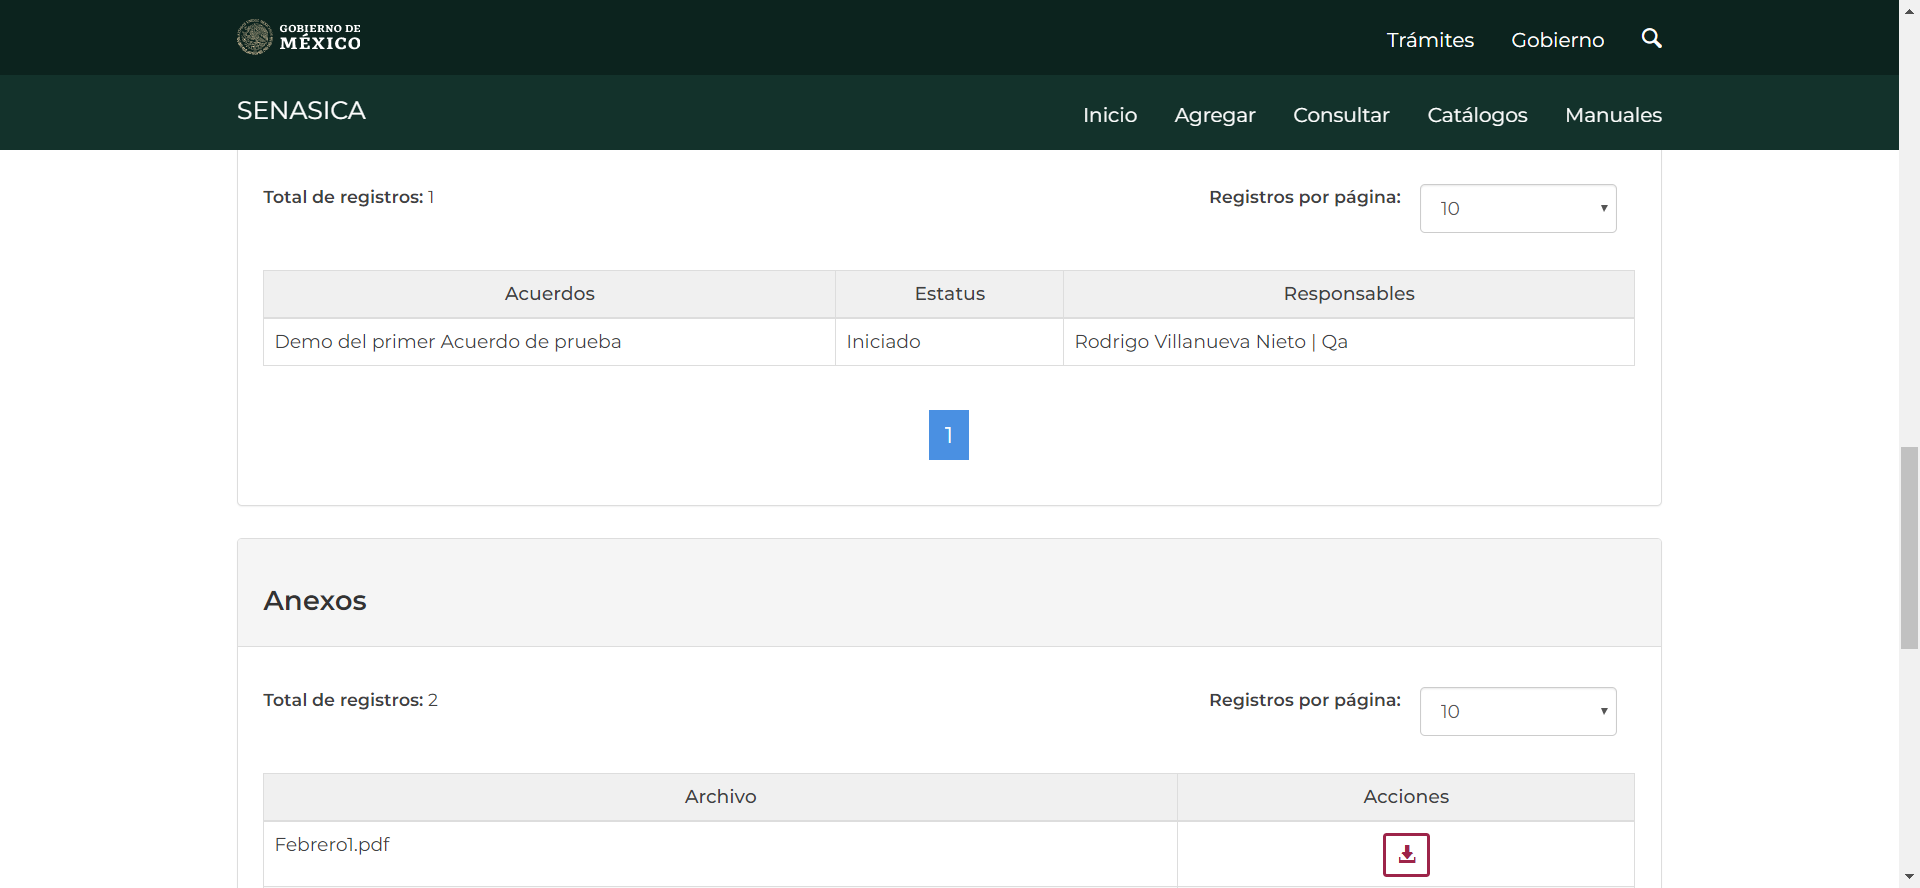 GOBIERNO DE
MÉXICO
Trámites Gobierno
SENASICA
Inicio Agregar Consultar Catálogos Manuales
Total de registros: 1
Registros por página: 10
Acuerdos Estatus Responsables
Demo del primer Acuerdo de prueba Iniciado Rodrigo Villanueva Nieto | Qa
1
Anexos
Total de registros: 2
Registros por página: 10
Archivo Acciones
Febrero1.pdf